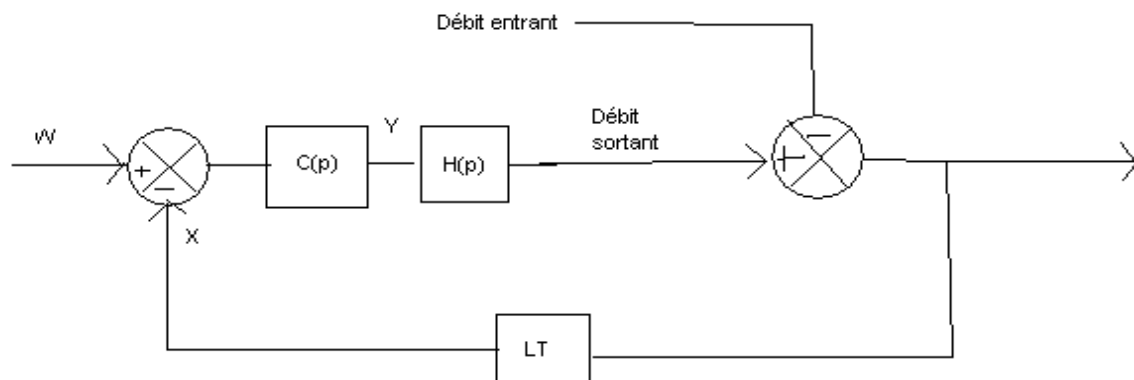 Débit entrant
Débit
sortant
W
Y
+
−
C(p)
H(p)
+
−
X
LT